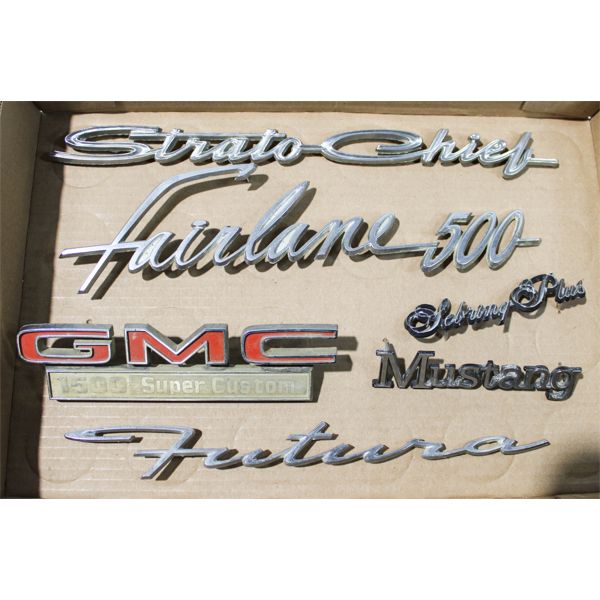 Strato-Chief
Fairlane 500
Sebring Plus
GMC
1500 Super Custom
Mustang
Futura